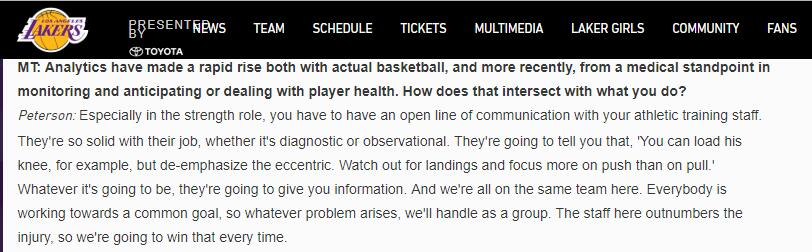 LOS ANGELES
LAKERS
PRESENTED
BY
TOYOTA
NEWS TEAM SCHEDULE TICKETS MULTIMEDIA LAKER GIRLS COMMUNITY FANS
MT: Analytics have made a rapid rise both with actual basketball, and more recently, from a medical standpoint in
monitoring and anticipating or dealing with player health. How does that intersect with what you do?
Peterson: Especially in the strength role, you have to have an open line of communication with your athletic training staff.
They're so solid with their job, whether it's diagnostic or observational. They're going to tell you that, 'You can load his
knee, for example, but de-emphasize the eccentric. Watch out for landings and focus more on push than on pull.'
Whatever it's going to be, they're going to give you information. And we're all on the same team here. Everybody is
working towards a common goal, so whatever problem arises, we'll handle as a group. The staff here outnumbers the
injury, so we're going to win that every time.